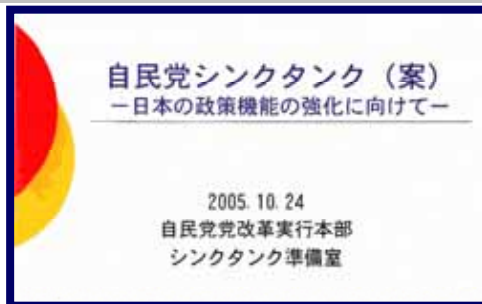 自民党シンクタンク（案）
ー日本の政策機能の強化に向けてー
2005.10.24
自民党党改革実行本部
シンクタンク準備室